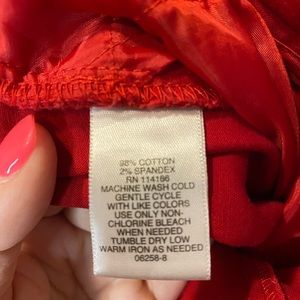 98% COTTON
2% SPANDEX
RN 114166
MACHINE WASH COLD
GENTLE CYCLE
WITH LIKE COLORS
USE ONLY NON-
CHLORINE BLEACH
WHEN NEEDED
TUMBLE DRY LOW
WARM IRON AS NEEDED
06258-8